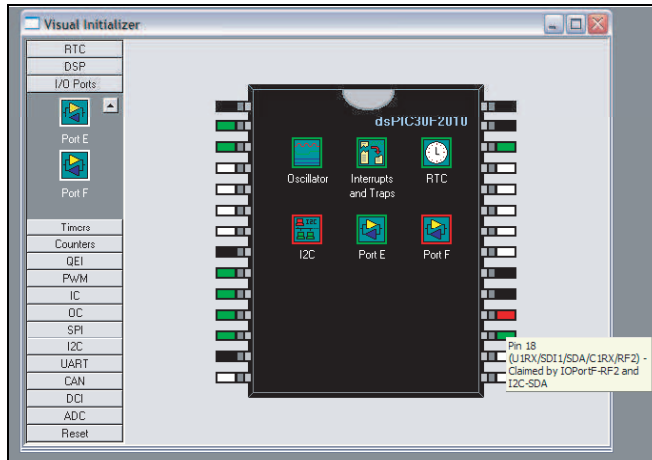 Visual Initializer
RTC
DSP
I/O Ports
Port E
Port F
Timers
Counters
QEI
PWM
IC
OC
SPI
I2C
UART
CAN
DCI
ADC
Reset
dsPIC30F2010
Oscillator
Interrupts
and Traps
RTC
I2C
Port E
Port F
Pin 18
(U1RX/SDI1/SDA/C1RX/RF2) -
Claimed by IOPortF-RF2 and
I2C-SDA